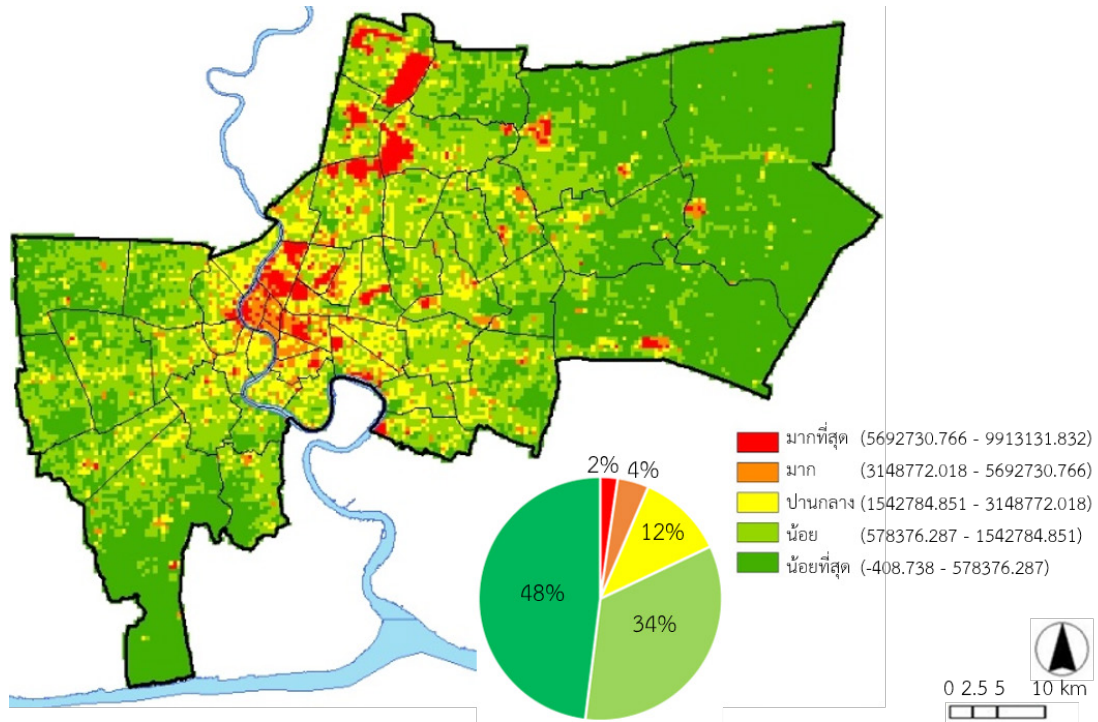 มากที่สุด (5692730.766 - 9913131.832)
มาก (3148772.018 - 5692730.766)
ปานกลาง (1542784.851 - 3148772.018)
น้อย (578376.287 - 1542784.851)
น้อยที่สุด (-408.738 - 578376.287)
2% 4%
12%
34%
48%
0 2.5 5 10 km